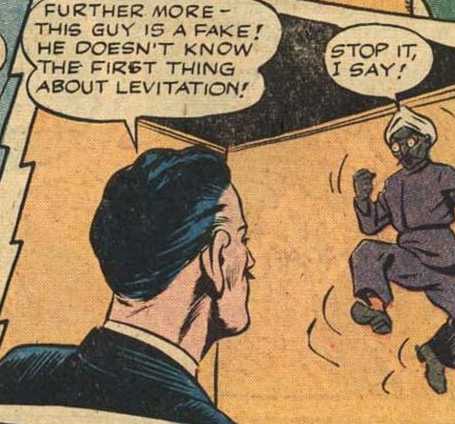 FURTHER MORE-
THIS GUY IS A FAKE!
HE DOESN'T KNOW
THE FIRST THING
ABOUT LEVITATION!
STOP IT,
I SAY!